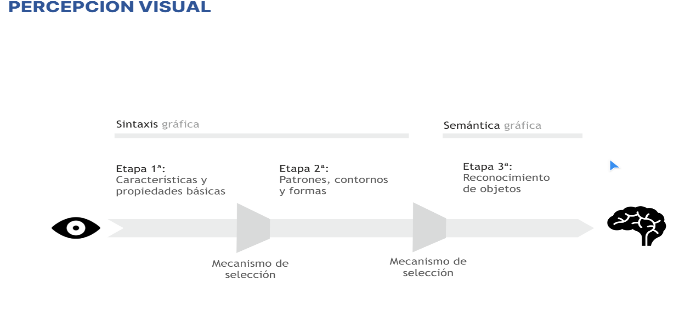 PERCEPCIÓN VISUAL
Sintaxis gráfica
Semántica gráfica
Etapa 1ª:
Características y
propiedades básicas
Etapa 2ª:
Patrones, contornos
y formas
Etapa 3ª:
Reconocimiento
de objetos
Mecanismo de
selección
Mecanismo de
selección